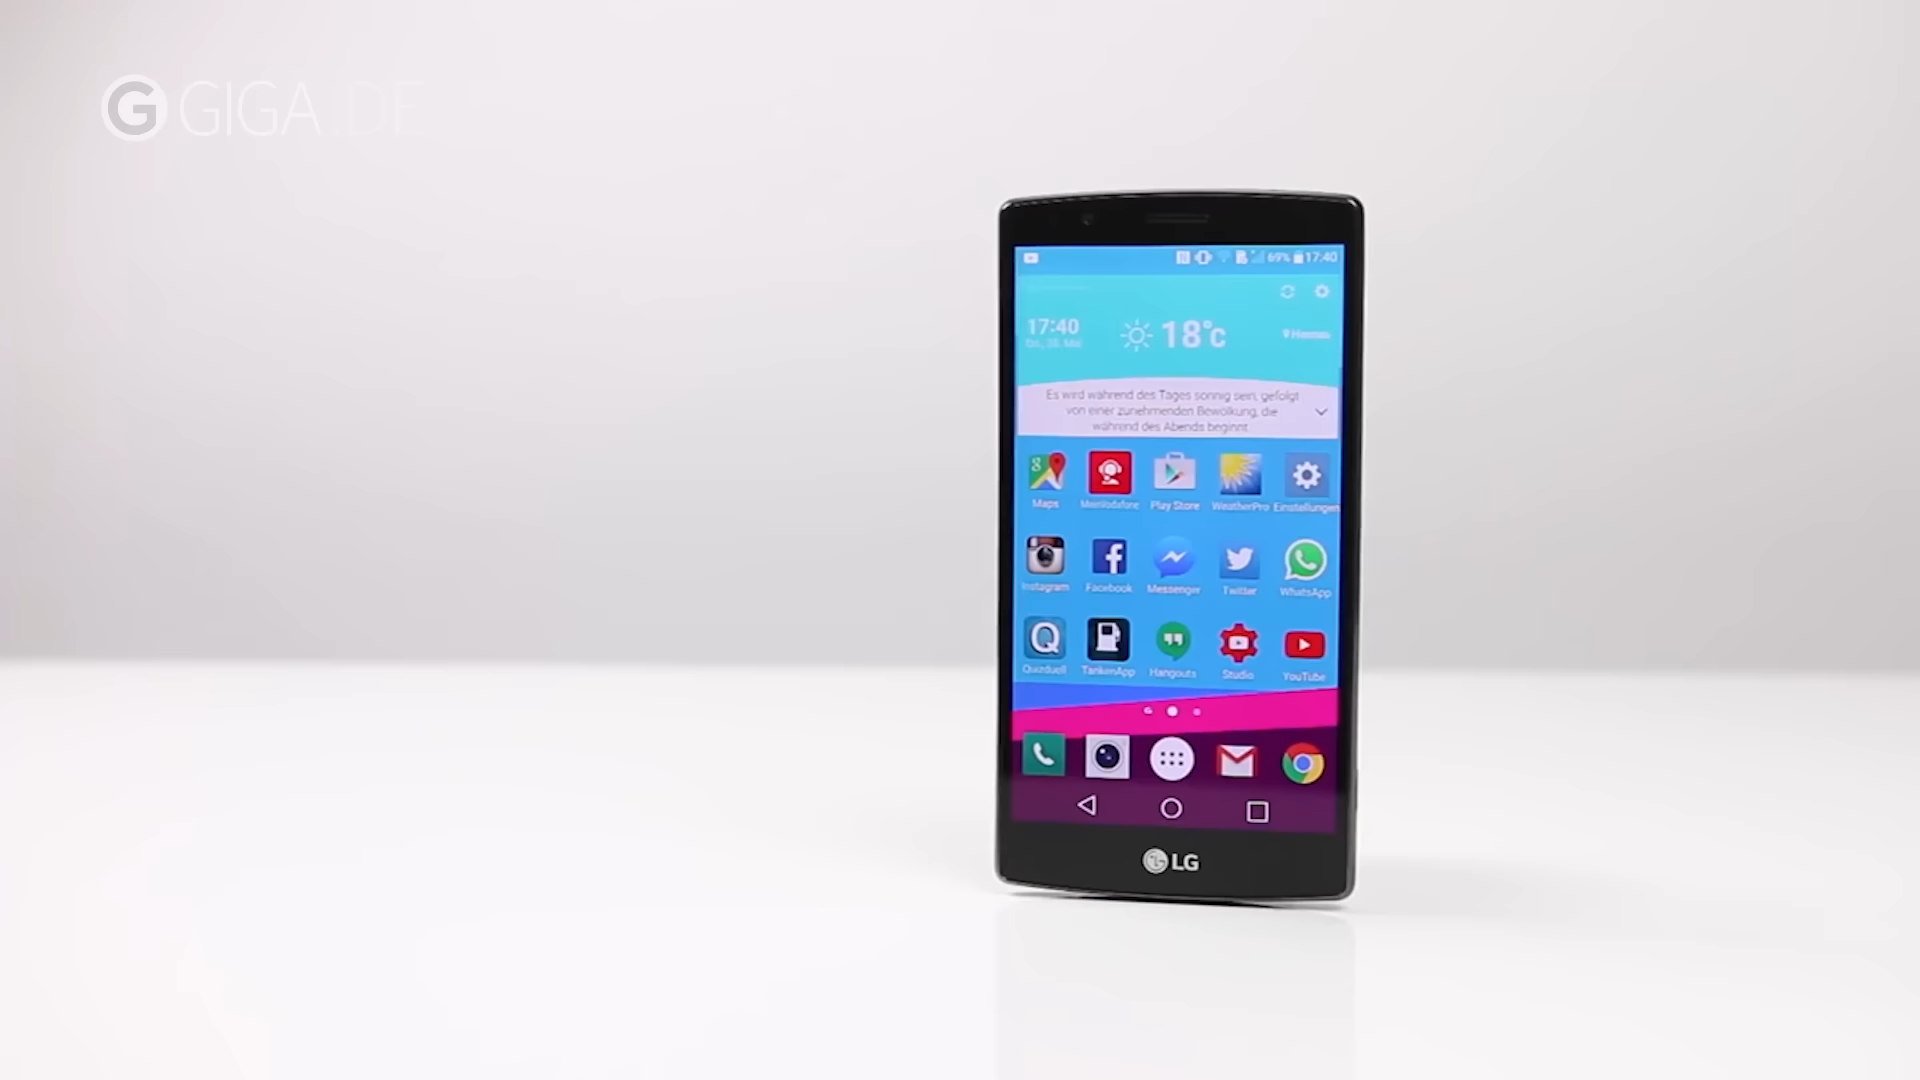 GIGA DE
69% 17:40
17:40
18°C
Es wird während des Tages sonnig sein, gefolgt
von einer zunehmenden Bewölkung, die
während des Abends beginnt.
Maps MeinVodafone Play Store WeatherPro Einstellungen
Instagram Facebook Messenger Twitter WhatsApp
Quizduell TankenApp Hangouts Studio YouTube
LG